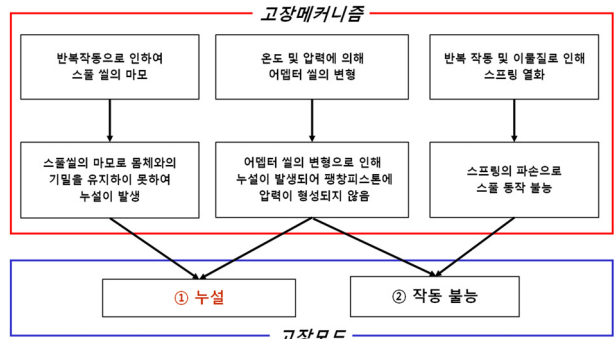 고장메커니즘
반복작동으로 인하여
스풀 씰의 마모
온도 및 압력에 의해
어뎁터 씰의 변형
반복 작동 및 이물질로 인해
스프링 열화
스풀씰의 마모로 몸체와의
기밀을 유지하이 못하여
누설이 발생
어뎁터 씰의 변형으로 인해
누설이 발생되어 팽창피스톤에
압력이 형성되지 않음
스프링의 파손으로
스풀 동작 불능
① 누설
② 작동 불능
고장모드